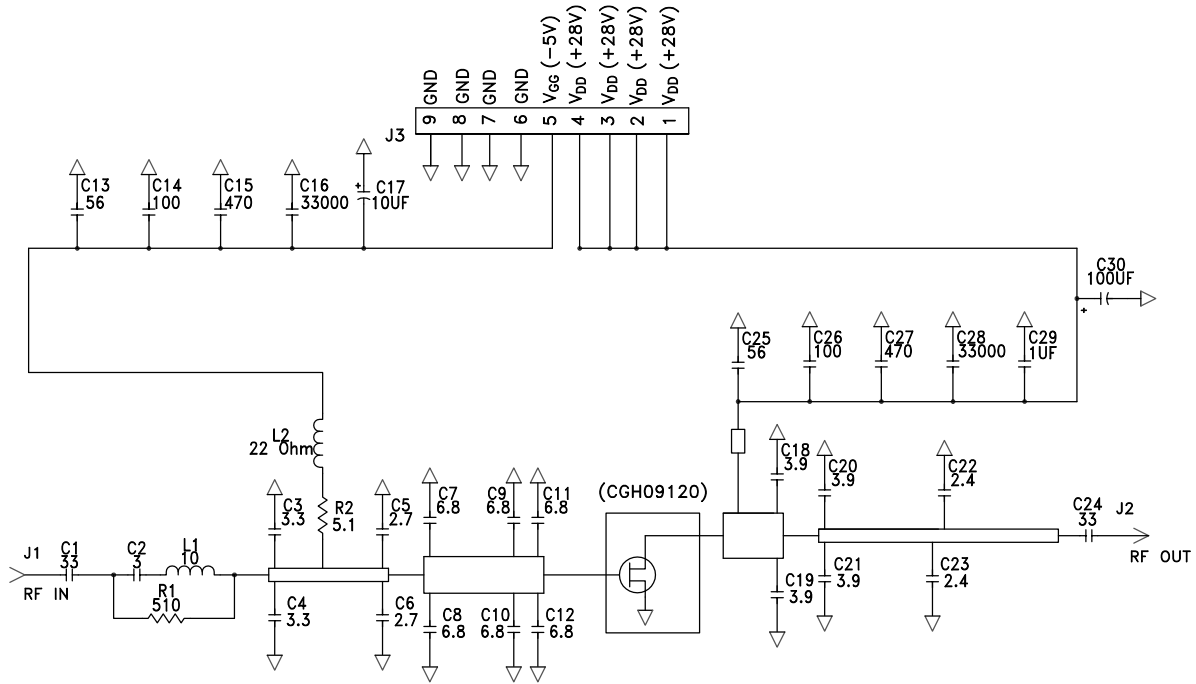 VGG (-5V)
VDD (+28V)
VDD (+28V)
VDD (+28V)
VDD (+28V)
GND
GND
GND
GND
9
8
7
6
5
4
3
2
1
J3
C13
56
C14
100
C15
470
C16
33000
+
C17
10UF
C30
100UF
+
C25
56
C26
100
C27
470
C28
33000
C29
1UF
L2
22 Ohm
R2
5.1
C3
3.3
C5
2.7
C7
6.8
C9
6.8
C11
6.8
(CGH09120)
C18
3.9
C20
3.9
C22
2.4
C24
33
J2
RF OUT
J1
RF IN
C1
33
C2
3
L1
10
R1
510
C4
3.3
C6
2.7
C8
6.8
C10
6.8
C12
6.8
C19
3.9
C21
3.9
C23
2.4